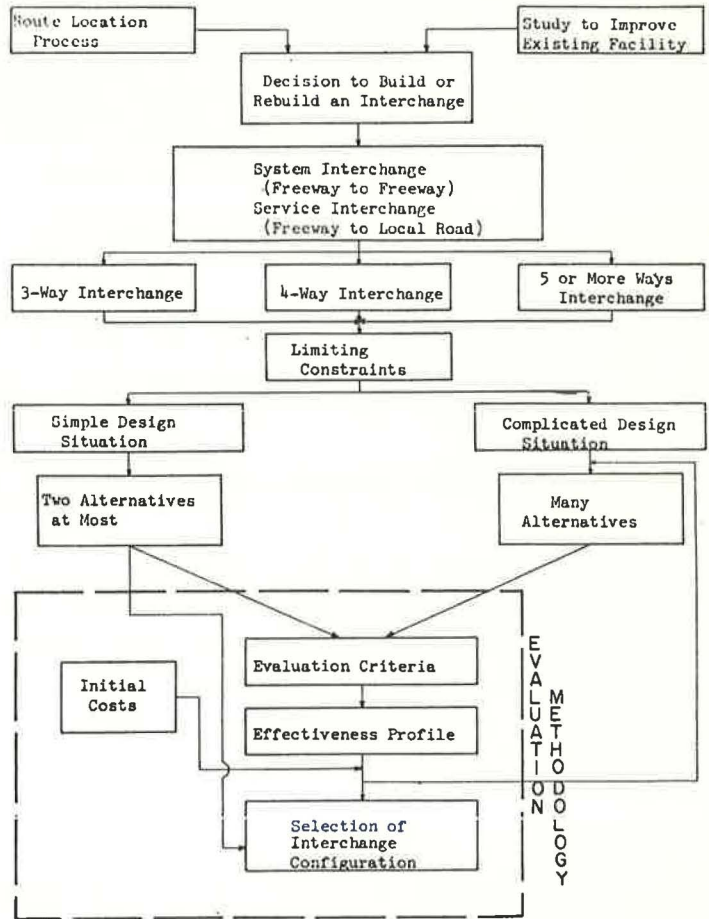 Route Location
Process
Study to Improve
Existing Facility
Decision to Build or
Rebuild an Interchange
System Interchange
(Freeway to Freeway)
Service Interchange
(Freeway to Local Road)
3-Way Interchange
4-Way Interchange
5 or More Ways
Interchange
Limiting
Constraints
Simple Design
Situation
Complicated Design
Situation
Two Alternatives
at Most
Many
Alternatives
Evaluation Criteria
Initial
Costs
Effectiveness Profile
Selection of
Interchange
Configuration
EVALUATION
METHODOLOGY